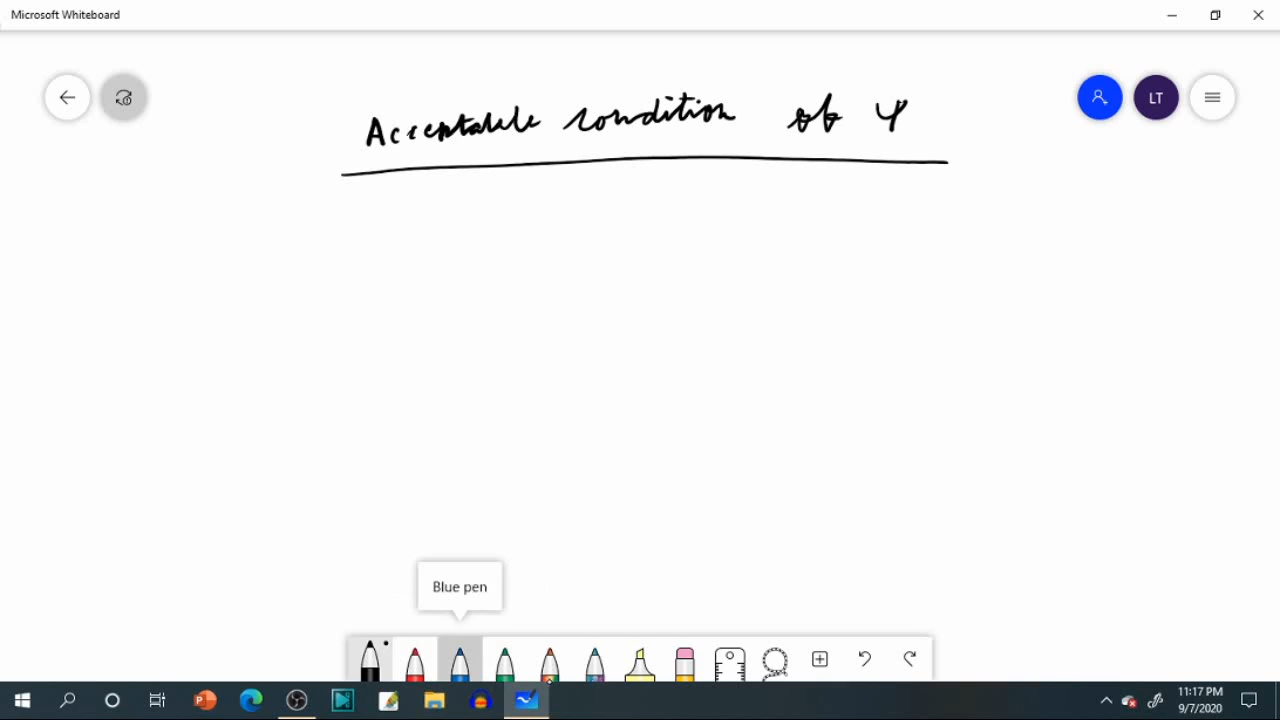 Microsoft Whiteboard
LT
Acceptable condition of ψ
Blue pen
11:17 PM
9/7/2020